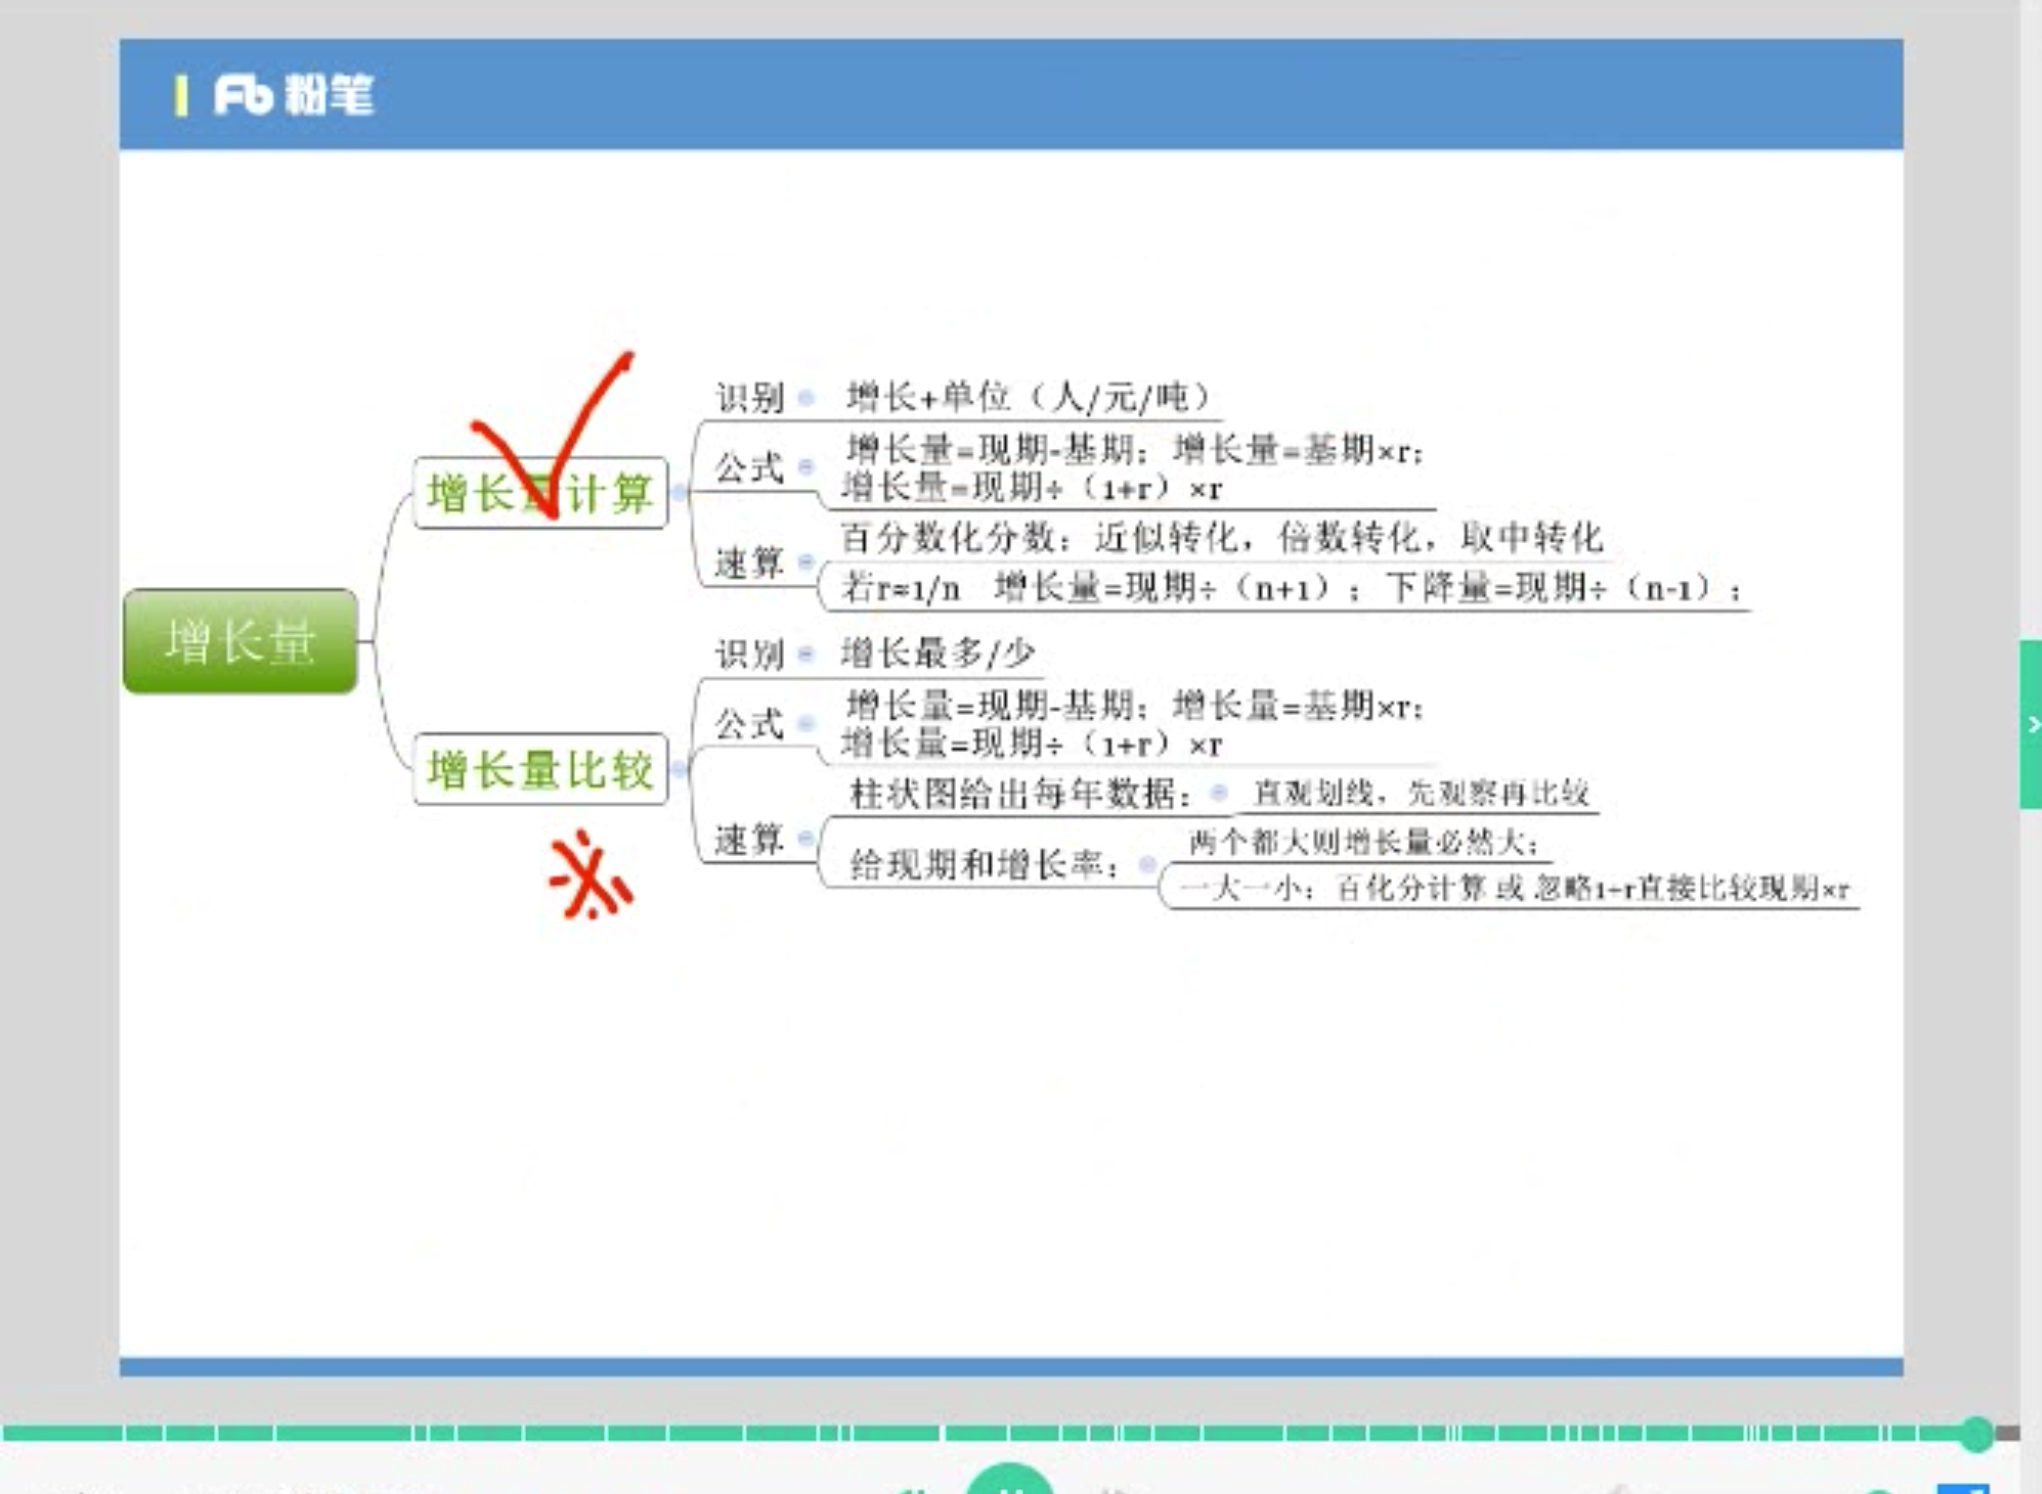 Fb 粉笔
增长量
增长量计算
识别
增长+单位（人/元/吨）
公式
增长量=现期-基期；增长量=基期×r；
增长量=现期÷（1+r）×r
速算
百分数化分数：近似转化，倍数转化，取中转化
若r≈1/n 增长量=现期÷（n+1）；下降量=现期÷（n-1）；
增长量比较
识别
增长最多/少
公式
增长量=现期-基期；增长量=基期×r；
增长量=现期÷（1+r）×r
速算
柱状图给出每年数据：
直观划线，先观察再比较
给现期和增长率：
两个都大则增长量必然大；
一大一小：百化分计算 或 忽略1+r直接比较现期×r